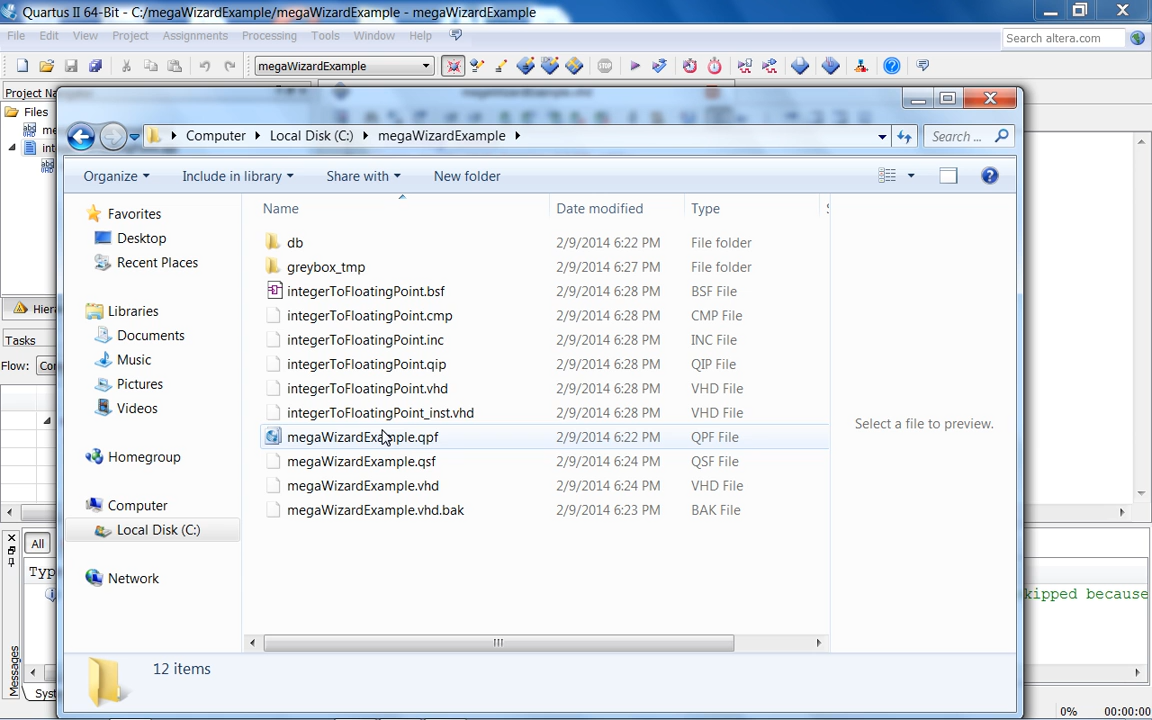 Quartus II 64-Bit - C:/megaWizardExample/megaWizardExample - megaWizardExample
File Edit View Project Assignments Processing Tools Window Help
Search altera.com
megaWizardExample
Project Na
Files
me
int
Hiera
Tasks
Flow: Con
All
Typ
Messages
Syst
kipped because
0% 00:00:00
Computer Local Disk (C:) megaWizardExample
Search ...
Organize Include in library Share with New folder
Favorites
Desktop
Recent Places
Libraries
Documents
Music
Pictures
Videos
Homegroup
Computer
Local Disk (C:)
Network
Name Date modified Type
db 2/9/2014 6:22 PM File folder
greybox_tmp 2/9/2014 6:27 PM File folder
integerToFloatingPoint.bsf 2/9/2014 6:28 PM BSF File
integerToFloatingPoint.cmp 2/9/2014 6:28 PM CMP File
integerToFloatingPoint.inc 2/9/2014 6:28 PM INC File
integerToFloatingPoint.qip 2/9/2014 6:28 PM QIP File
integerToFloatingPoint.vhd 2/9/2014 6:28 PM VHD File
integerToFloatingPoint_inst.vhd 2/9/2014 6:28 PM VHD File
megaWizardExample.qpf 2/9/2014 6:22 PM QPF File
megaWizardExample.qsf 2/9/2014 6:24 PM QSF File
megaWizardExample.vhd 2/9/2014 6:24 PM VHD File
megaWizardExample.vhd.bak 2/9/2014 6:23 PM BAK File
Select a file to preview.
12 items